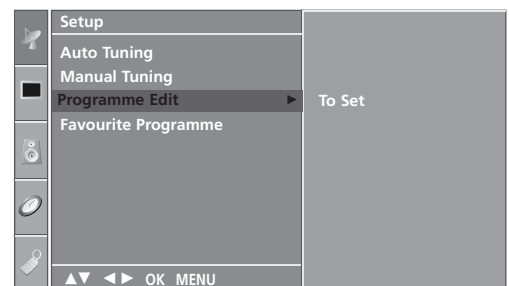 Setup
Auto Tuning
Manual Tuning
Programme Edit ► To Set
Favourite Programme
▲▼ ◄► OK MENU